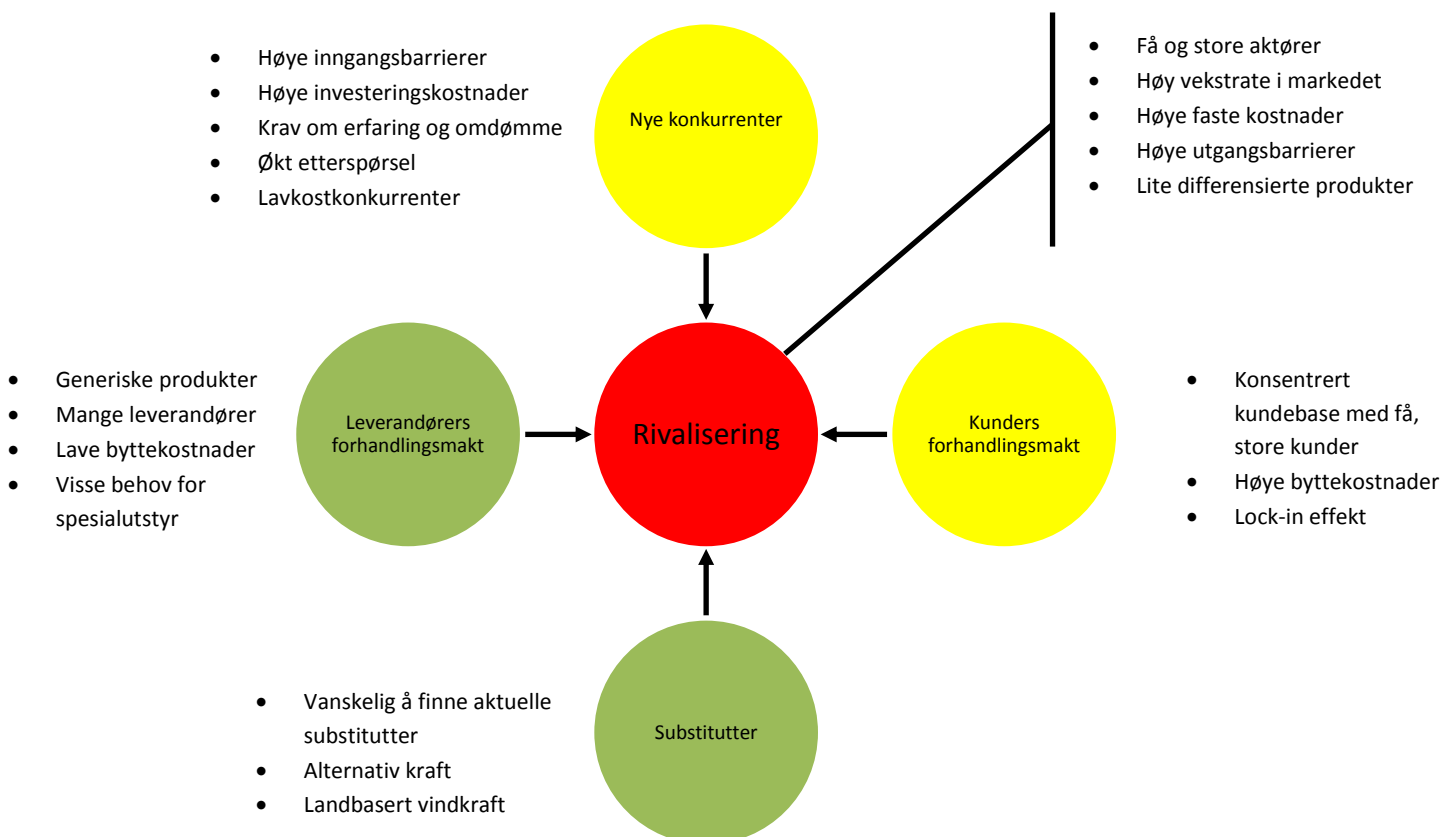 • Høye inngangsbarrierer
• Høye investeringskostnader
• Krav om erfaring og omdømme
• Økt etterspørsel
• Lavkostkonkurrenter
Nye konkurrenter
• Få og store aktører
• Høy vekstrate i markedet
• Høye faste kostnader
• Høye utgangsbarrierer
• Lite differensierte produkter
• Generiske produkter
• Mange leverandører
• Lave byttekostnader
• Visse behov for
spesialutstyr
Leverandørers
forhandlingsmakt
Rivalisering
Kunders
forhandlingsmakt
• Konsentrert
kundebase med få,
store kunder
• Høye byttekostnader
• Lock-in effekt
• Vanskelig å finne aktuelle
substitutter
• Alternativ kraft
• Landbasert vindkraft
Substitutter